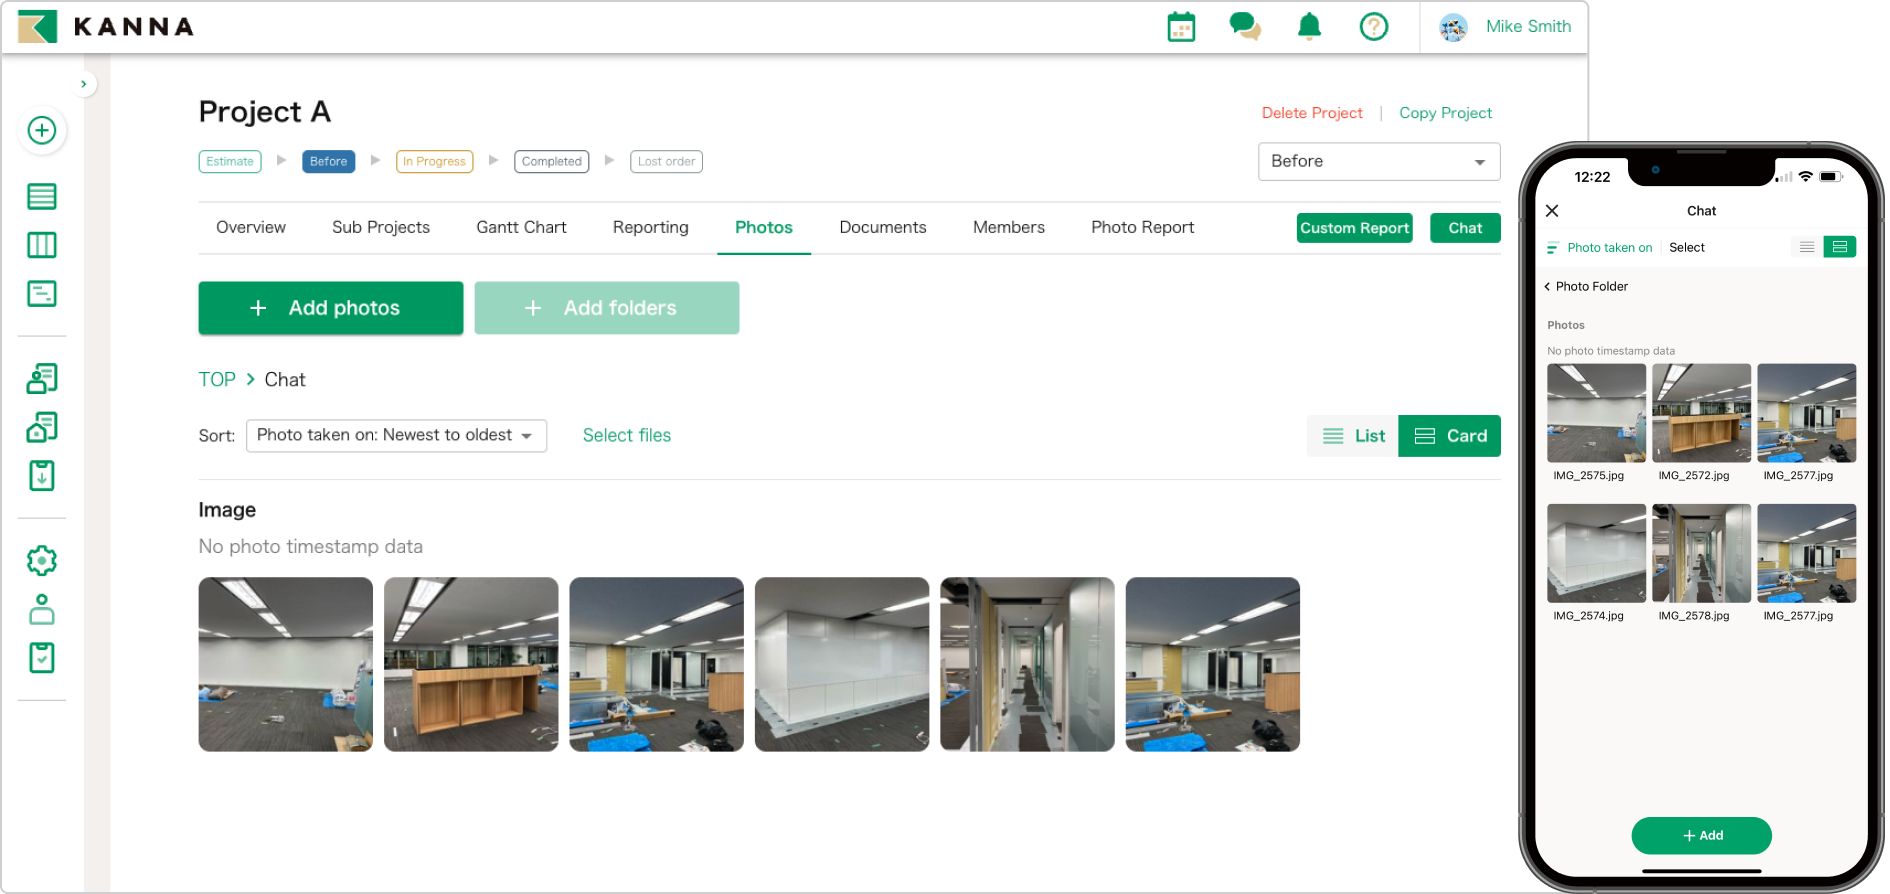 KANNA
Mike Smith
Project A
Delete Project | Copy Project
Estimate Before In Progress Completed Lost order
Before
Overview Sub Projects Gantt Chart Reporting Photos Documents Members Photo Report Custom Report Chat
+ Add photos + Add folders
TOP > Chat
Sort: Photo taken on: Newest to oldest Select files List Card
Image
No photo timestamp data
12:22
Chat
Photo taken on Select
Photo Folder
Photos
No photo timestamp data
IMG_2575.jpg IMG_2572.jpg IMG_2577.jpg
IMG_2574.jpg IMG_2578.jpg IMG_2577.jpg
+ Add